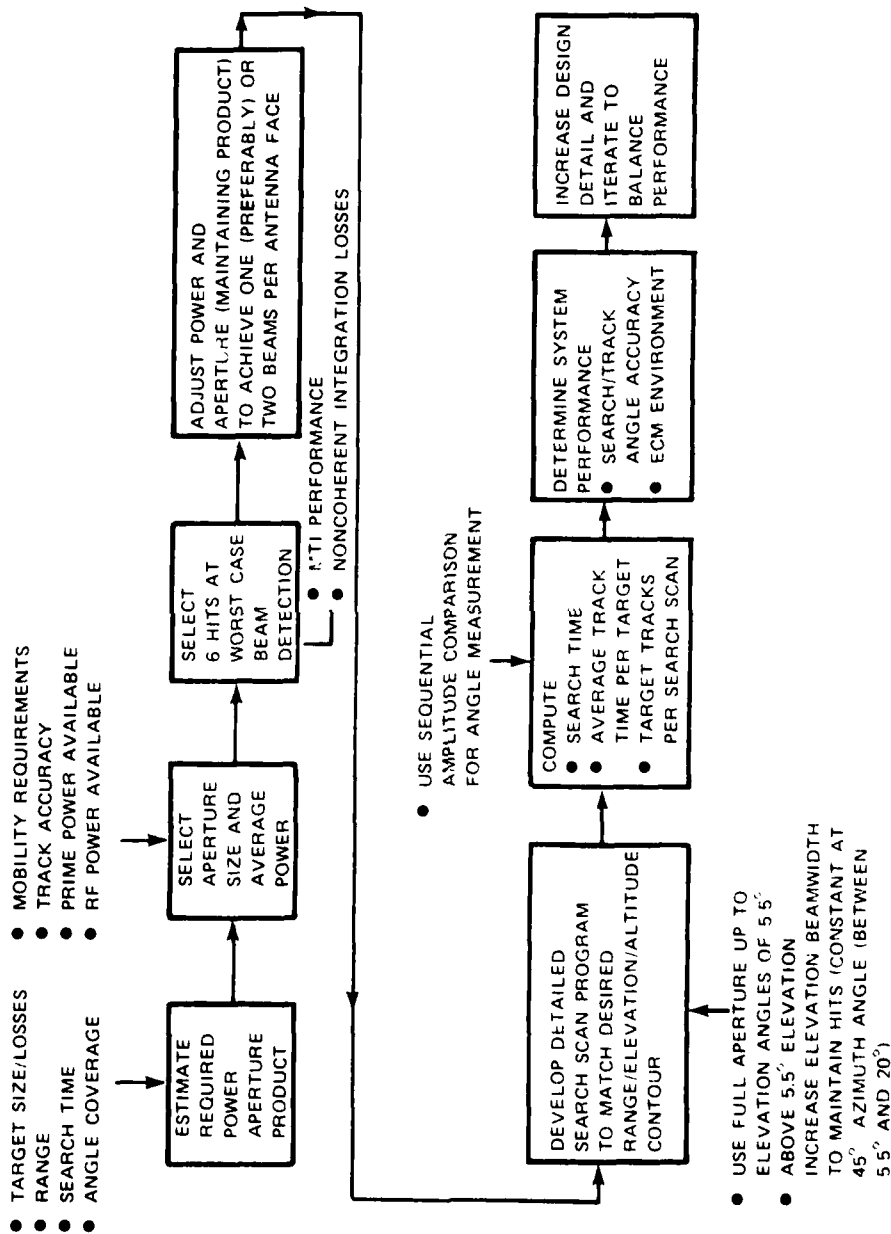 ● TARGET SIZE/LOSSES
● RANGE
● SEARCH TIME
● ANGLE COVERAGE
ESTIMATE
REQUIRED
POWER
APERTURE
PRODUCT
● MOBILITY REQUIREMENTS
● TRACK ACCURACY
● PRIME POWER AVAILABLE
● RF POWER AVAILABLE
SELECT
APERTURE
SIZE AND
AVERAGE
POWER
SELECT
6 HITS AT
WORST CASE
BEAM
DETECTION
● MTI PERFORMANCE
● NONCOHERENT INTEGRATION LOSSES
ADJUST POWER AND
APERTURE (MAINTAINING PRODUCT)
TO ACHIEVE ONE (PREFERABLY) OR
TWO BEAMS PER ANTENNA FACE
DEVELOP DETAILED
SEARCH SCAN PROGRAM
TO MATCH DESIRED
RANGE/ELEVATION/ALTITUDE
CONTOUR
● USE FULL APERTURE UP TO
ELEVATION ANGLES OF 5.5°
● ABOVE 5.5° ELEVATION
INCREASE ELEVATION BEAMWIDTH
TO MAINTAIN HITS (CONSTANT AT
45° AZIMUTH ANGLE (BETWEEN
5.5° AND 20°)
● USE SEQUENTIAL
AMPLITUDE COMPARISON
FOR ANGLE MEASUREMENT
COMPUTE
● SEARCH TIME
● AVERAGE TRACK
TIME PER TARGET
● TARGET TRACKS
PER SEARCH SCAN
DETERMINE SYSTEM
PERFORMANCE
● SEARCH/TRACK
ANGLE ACCURACY
● ECM ENVIRONMENT
INCREASE DESIGN
DETAIL AND
ITERATE TO
BALANCE
PERFORMANCE